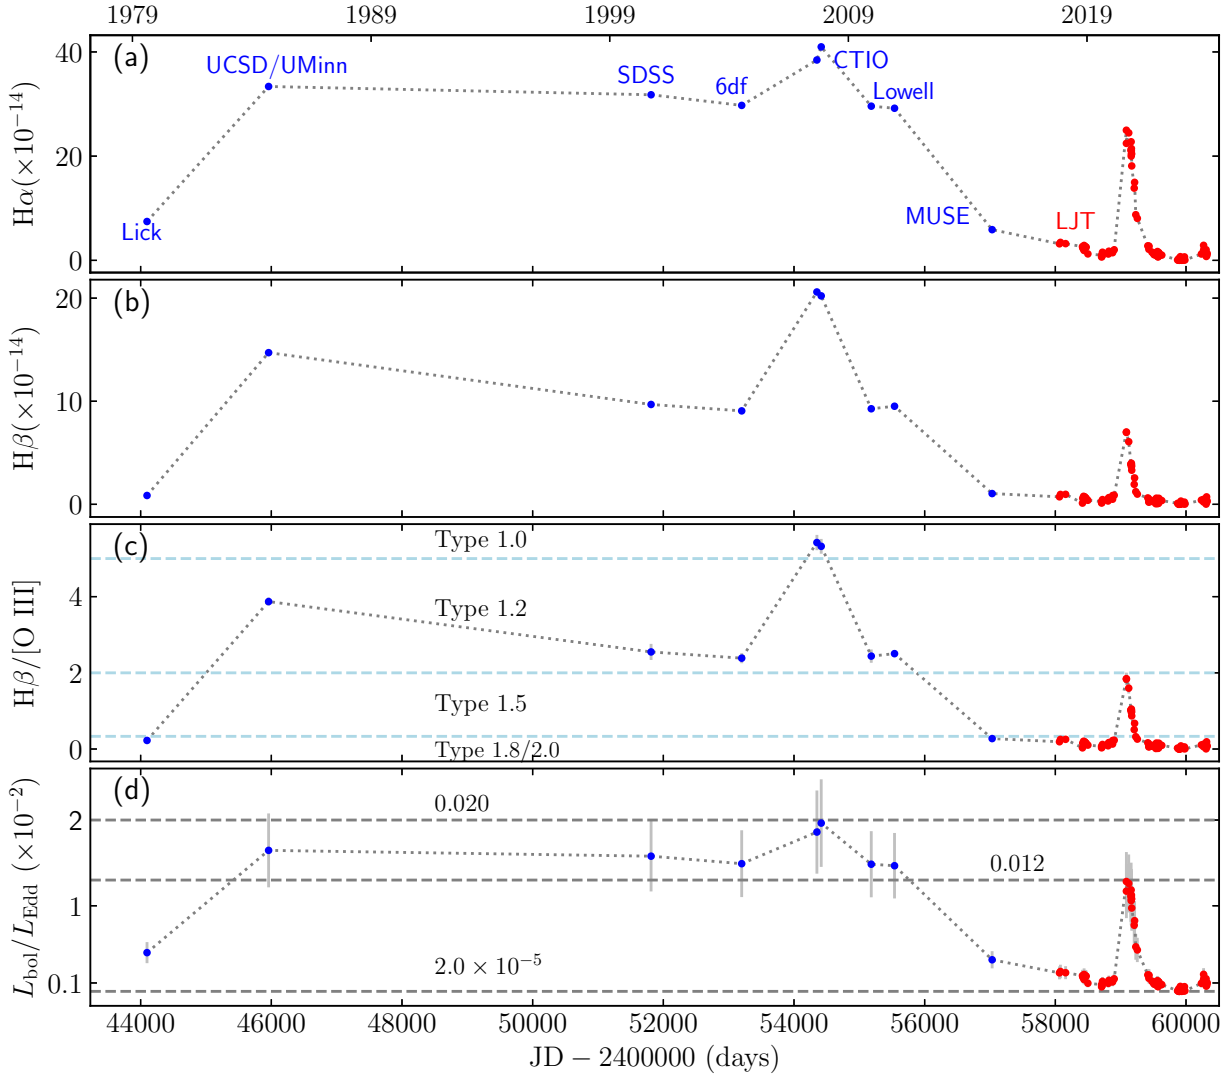 1979 1989 1999 2009 2019
(a)
40
UCSD/UMinn
SDSS
6df
CTIO
Lowell
Hα(×10⁻¹⁴)
20
MUSE
LJT
Lick
0
(b)
20
Hβ(×10⁻¹⁴)
10
0
(c)
Type 1.0
4
Type 1.2
Hβ/[O III]
2
Type 1.5
0
Type 1.8/2.0
(d)
0.020
2
0.012
L_bol/L_Edd (×10⁻²)
1
2.0 × 10⁻⁵
0.1
44000 46000 48000 50000 52000 54000 56000 58000 60000
JD − 2400000 (days)